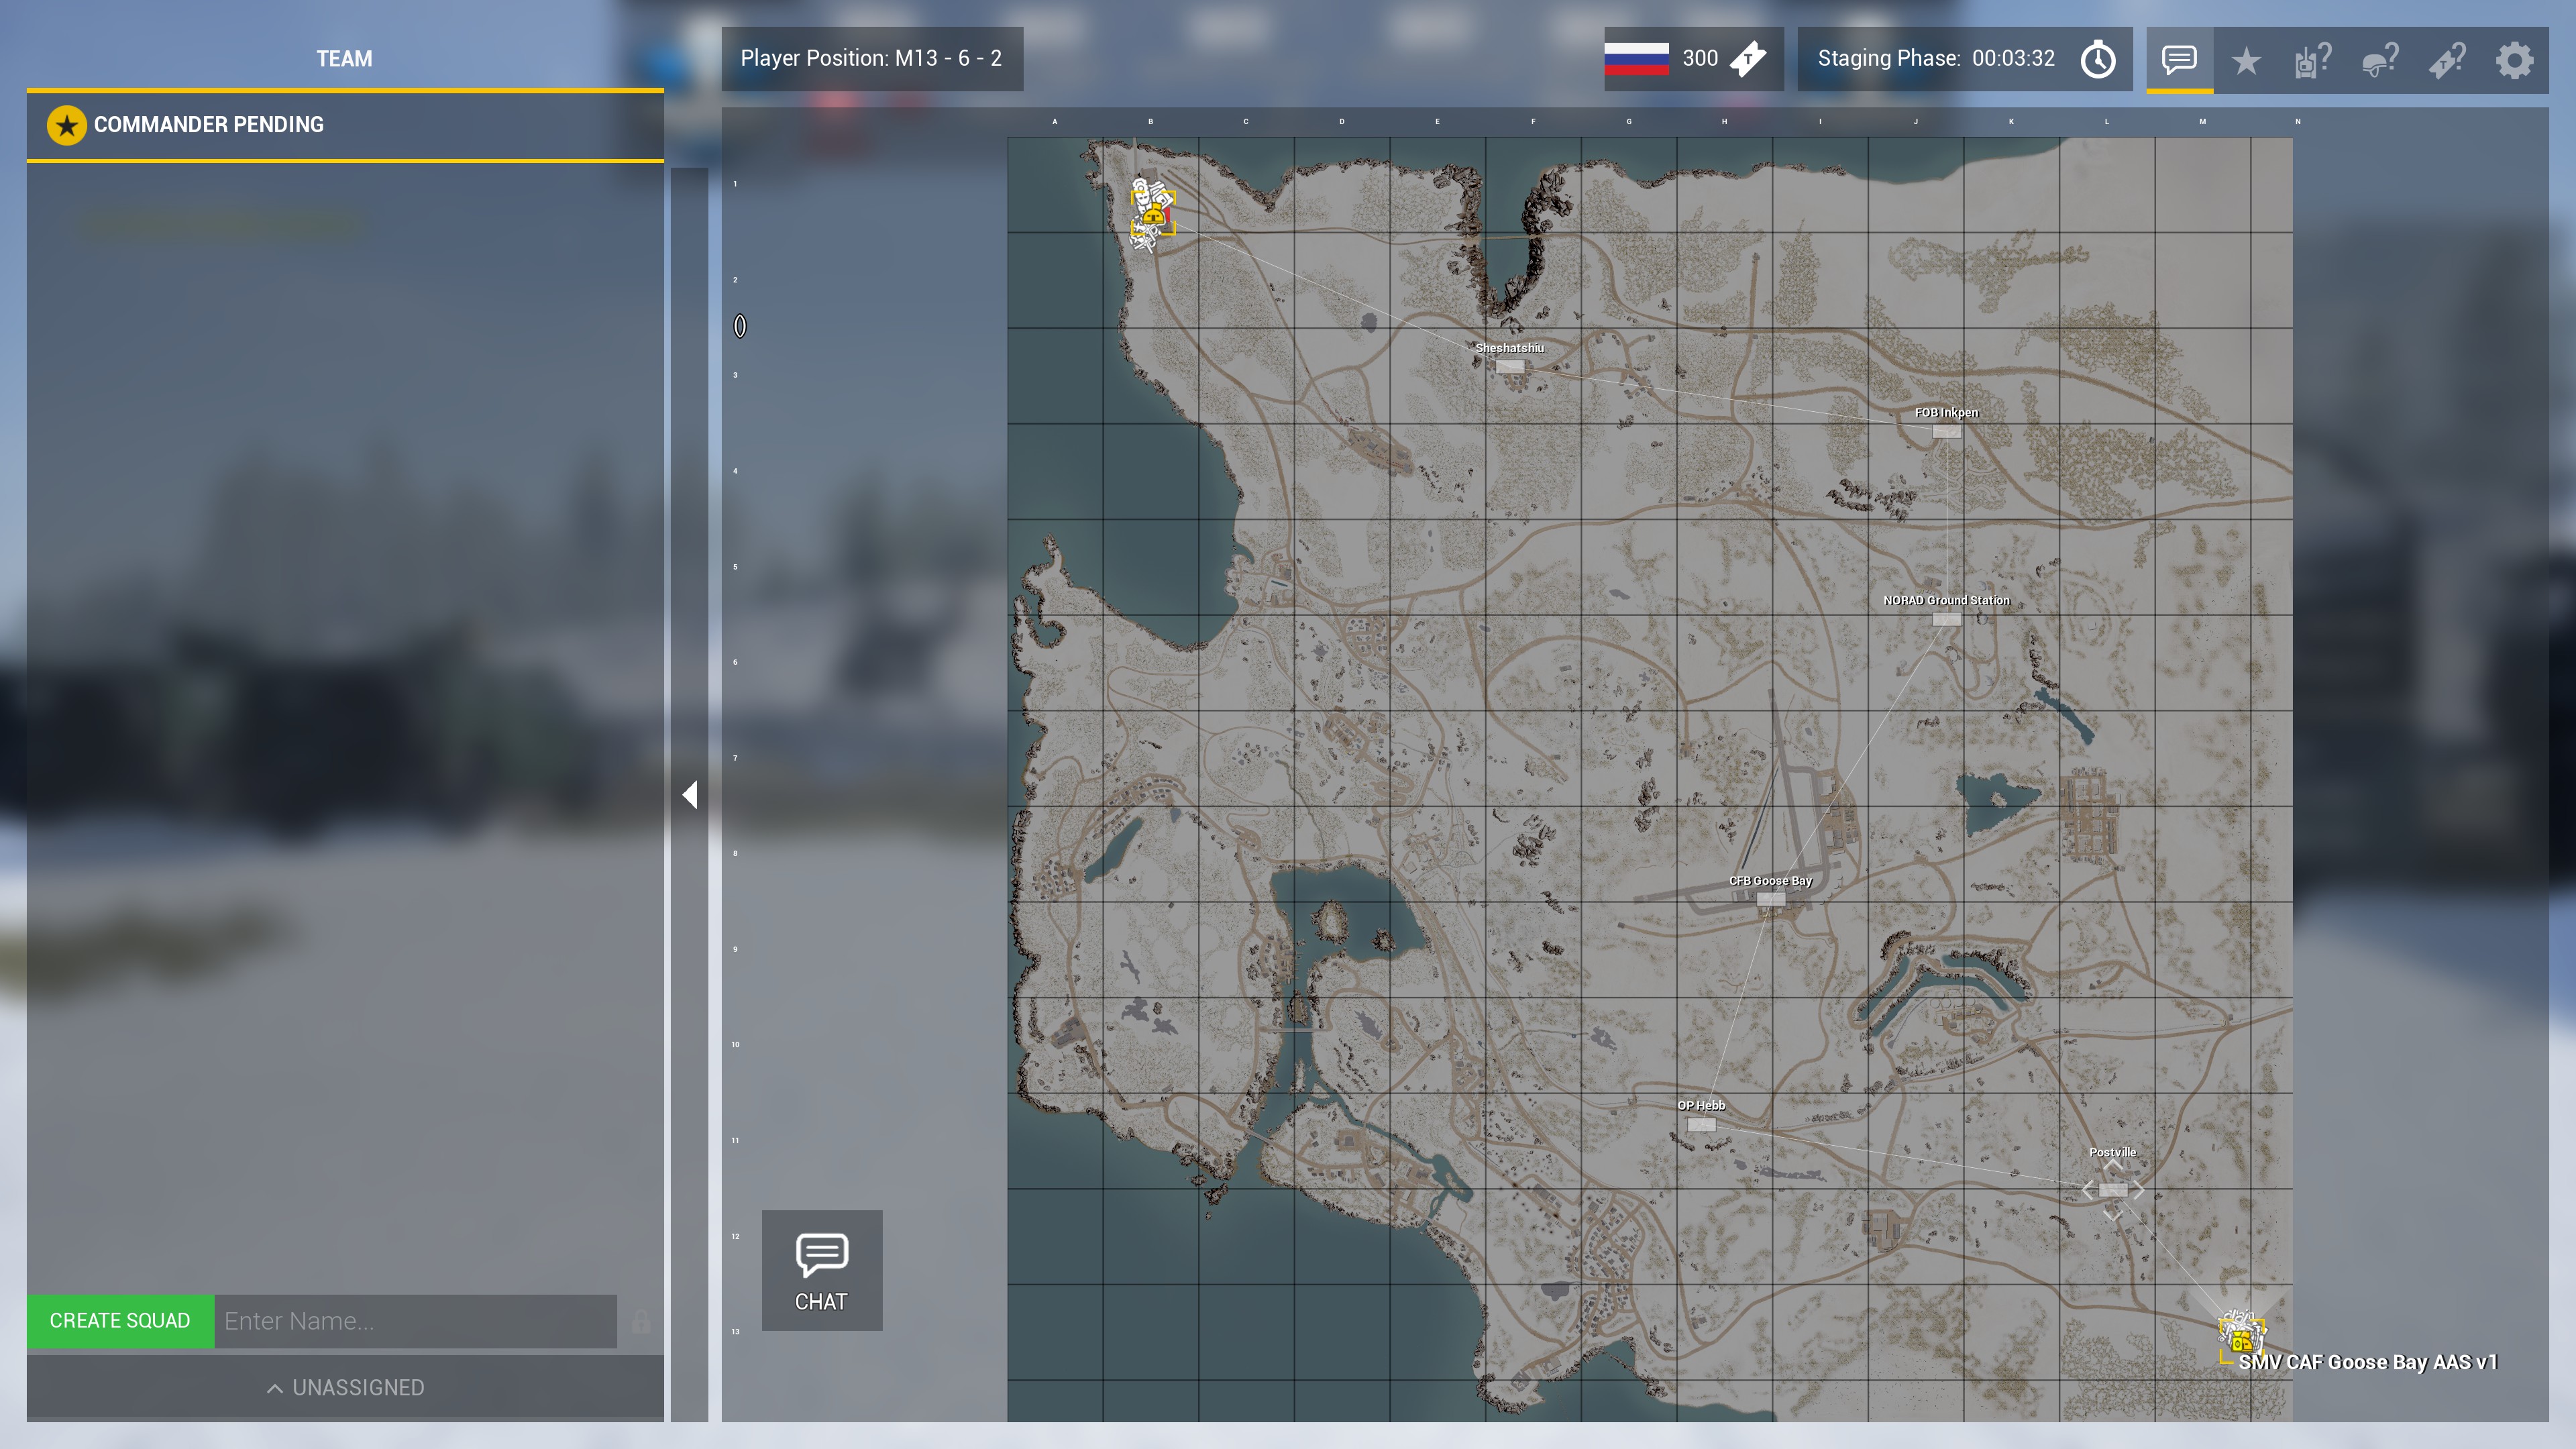 TEAM
Player Position: M13 - 6 - 2
300
T
Staging Phase: 00:03:32
? ? T?
COMMANDER PENDING
A B C D E F G H I J K L M N
1
2
3
4
5
6
7
8
9
10
11
12
13
Sheshatshiu
FOB Inkpen
NORAD Ground Station
CFB Goose Bay
OP Hebb
Postville
CHAT
CREATE SQUAD Enter Name...
SMV CAF Goose Bay AAS v1
UNASSIGNED